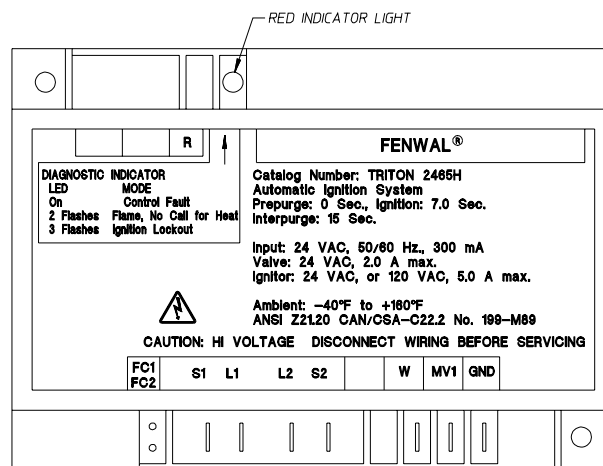 RED INDICATOR LIGHT
R
FENWAL®
DIAGNOSTIC INDICATOR
LED MODE
On Control Fault
2 Flashes Flame, No Call for Heat
3 Flashes Ignition Lockout
Catalog Number: TRITON 2465H
Automatic Ignition System
Prepurge: 0 Sec., Ignition: 7.0 Sec.
Interpurge: 15 Sec.
Input: 24 VAC, 50/60 Hz., 300 mA
Valve: 24 VAC, 2.0 A max.
Ignitor: 24 VAC, or 120 VAC, 5.0 A max.
Ambient: −40°F to +160°F
ANSI Z21.20 CAN/CSA−C22.2 No. 199−M89
CAUTION: HI VOLTAGE DISCONNECT WIRING BEFORE SERVICING
FC1
FC2
S1 L1 L2 S2 W MV1 GND